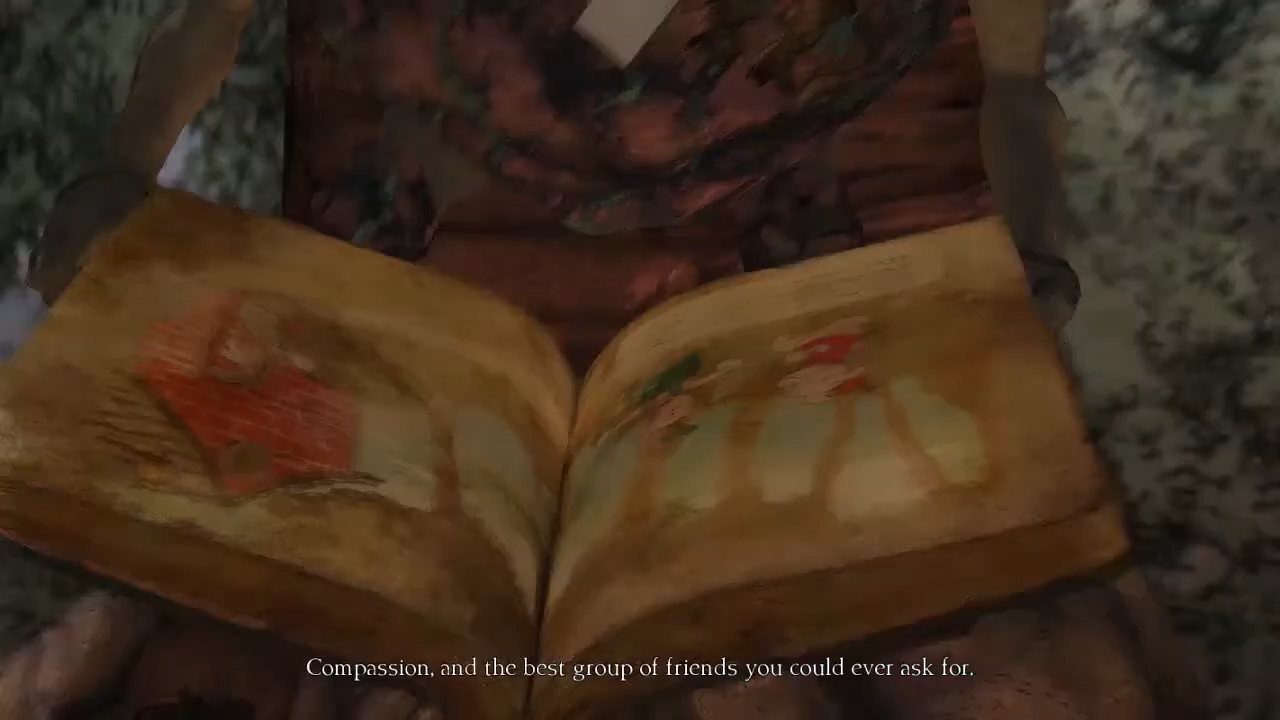 Compassion, and the best group of friends you could ever ask for.